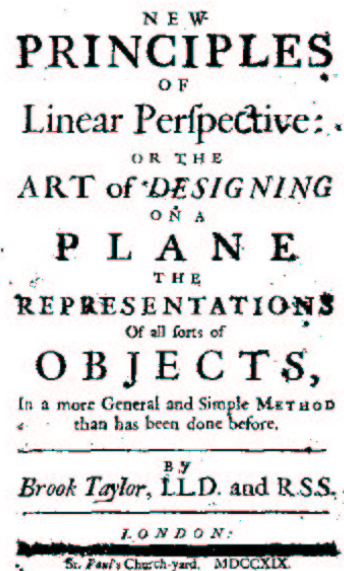 NEW
PRINCIPLES
OF
Linear Perſpective:
OR THE
ART of DESIGNING
ON A
PLANE
THE
REPRESENTATIONS
Of all ſorts of
OBJECTS,
In a more General and Simple METHOD
than has been done before.
BY
Brook Taylor, LL.D. and R.S.S.
LONDON:
St. Paul's Church-yard, MDCCXIX.